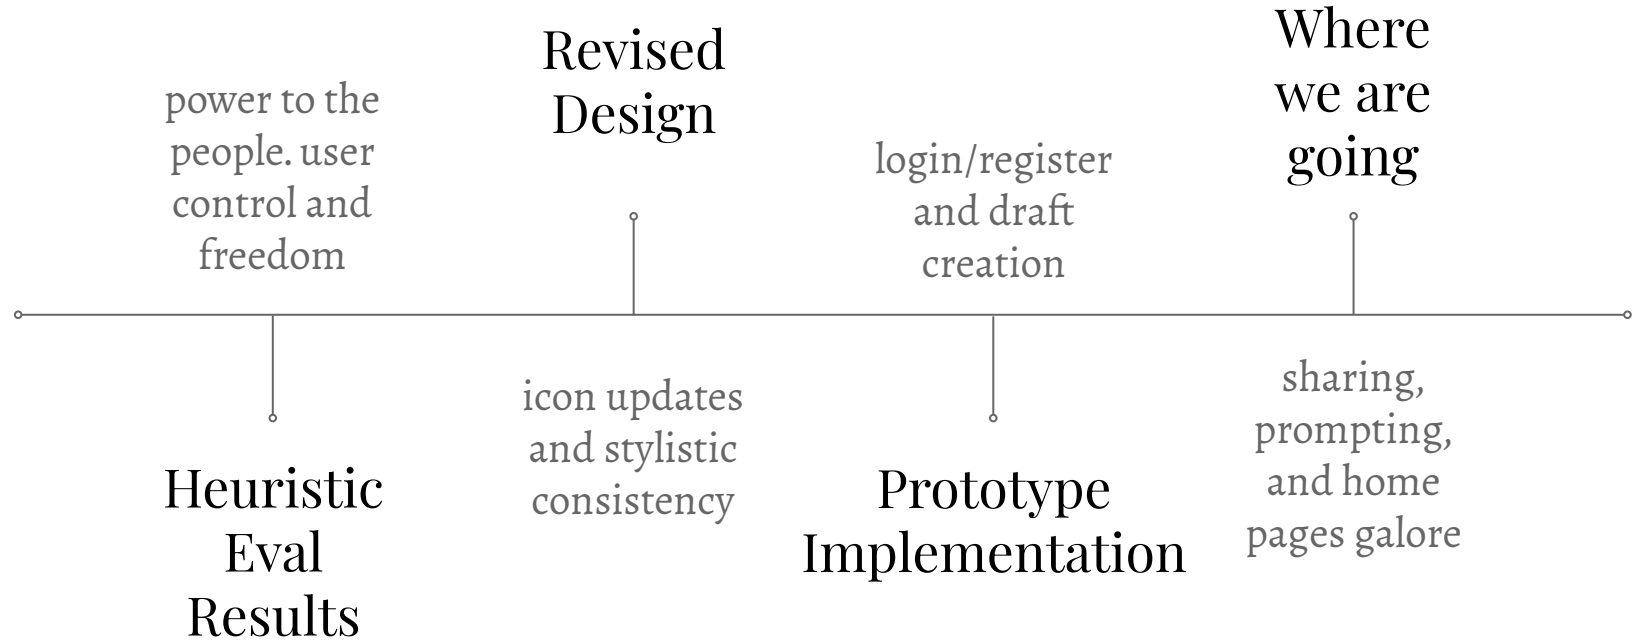 power to the
people. user
control and
freedom
Heuristic
Eval
Results
Revised
Design
icon updates
and stylistic
consistency
login/register
and draft
creation
Prototype
Implementation
Where
we are
going
sharing,
prompting,
and home
pages galore